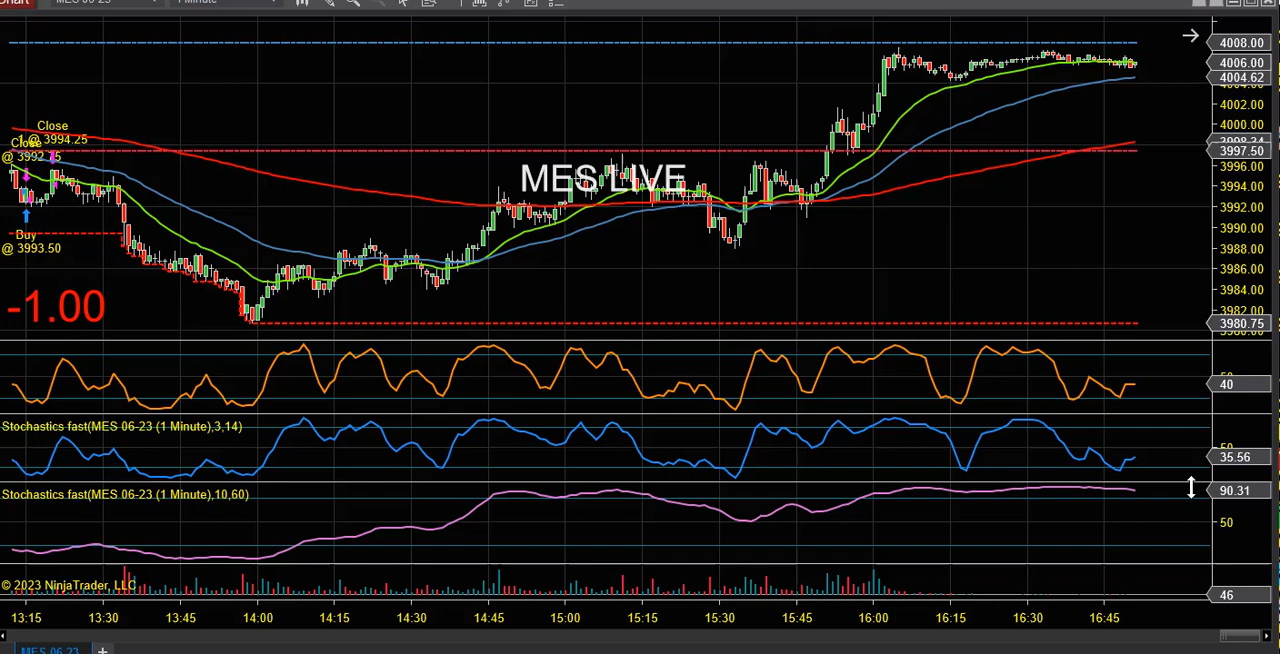 Chart MES 06-23 1 Minute
4008.00
4006.00
4004.62
4002.00
4000.00
3997.50
3996.00
3994.00
3992.00
3990.00
3988.00
3986.00
3984.00
3982.00
3980.75
Close
1 @ 3994.25
Close
MES LIVE
Buy
@ 3993.50
-1.00
40
Stochastics fast(MES 06-23 (1 Minute),3,14)
35.56
Stochastics fast(MES 06-23 (1 Minute),10,60)
90.31
50
© 2023 NinjaTrader, LLC
46
13:15 13:30 13:45 14:00 14:15 14:30 14:45 15:00 15:15 15:30 15:45 16:00 16:15 16:30 16:45
MES 06-23 +